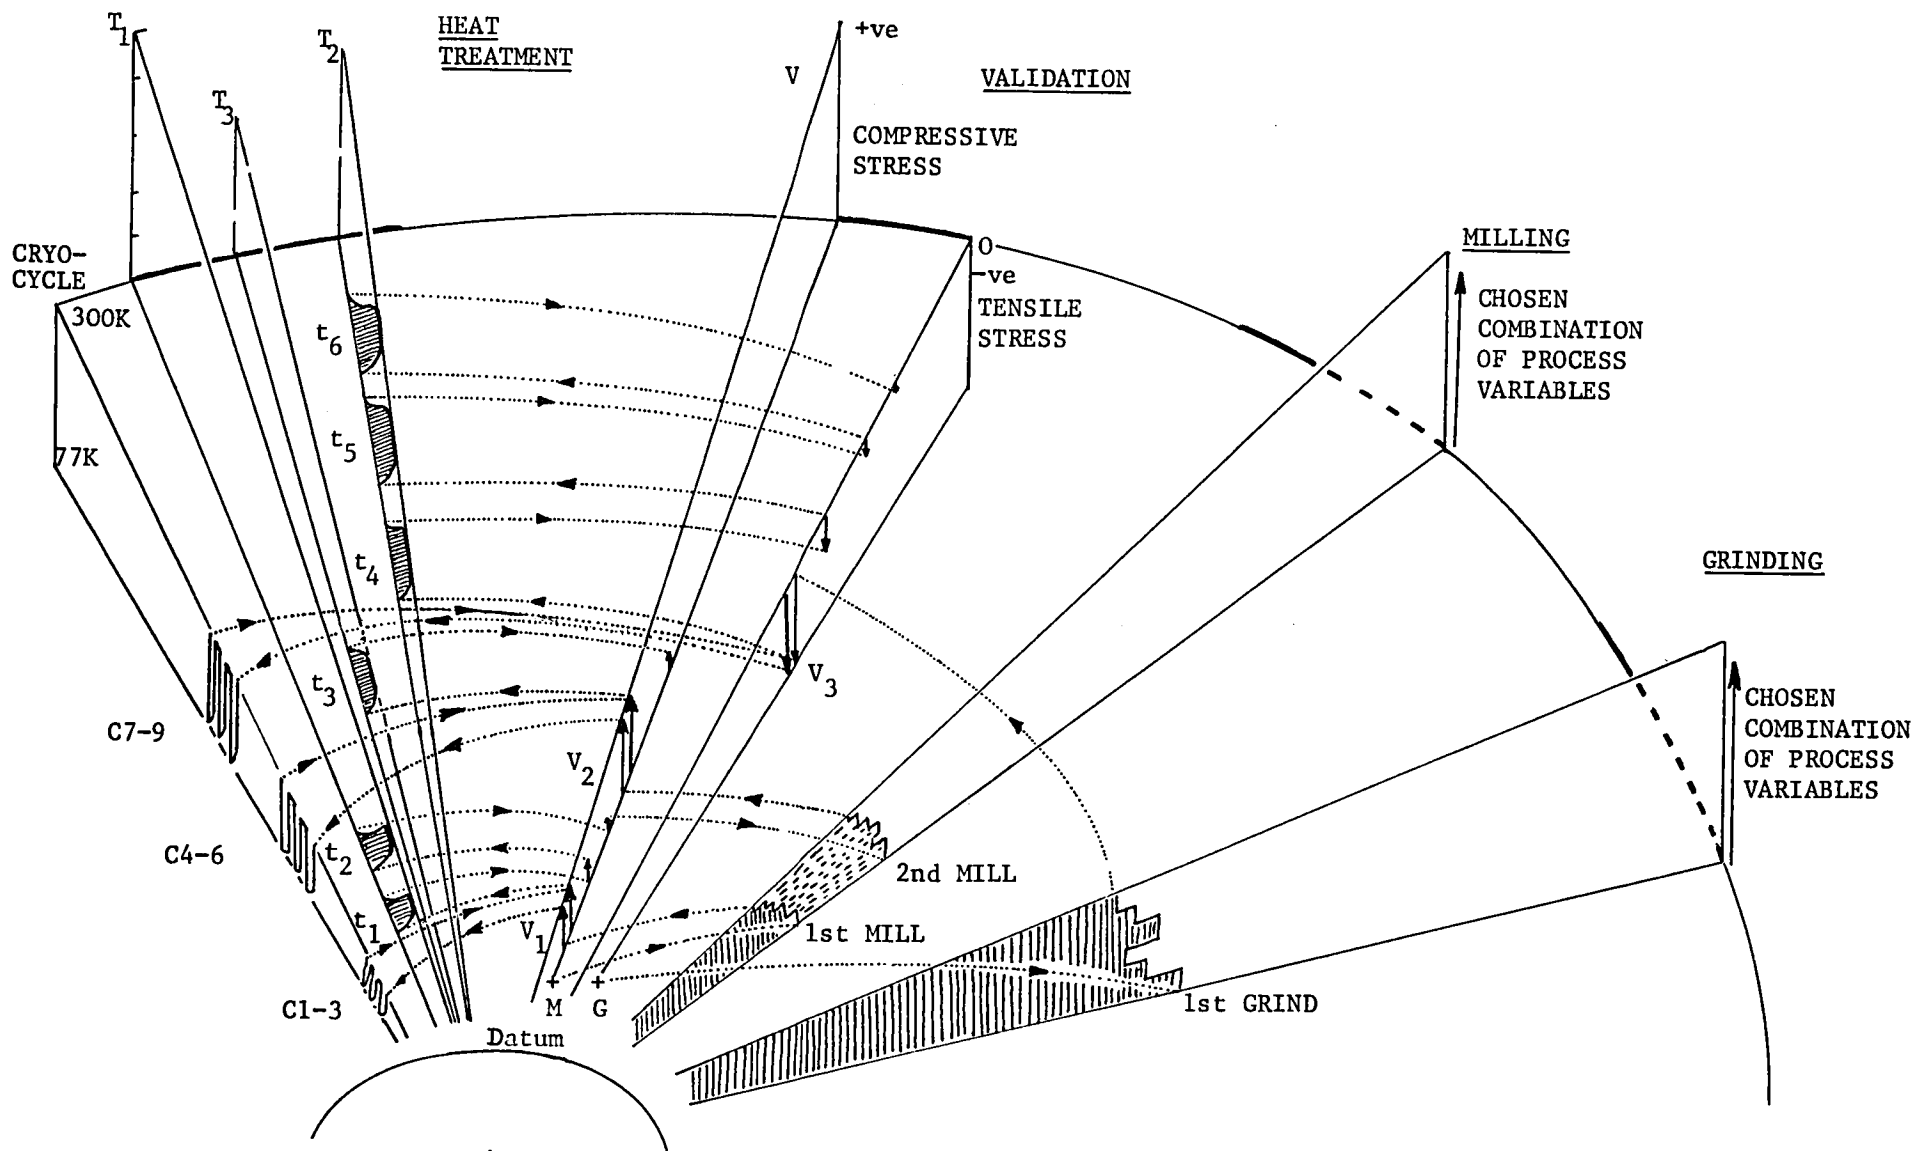 T1
HEAT
TREATMENT
T2
T3
V
+ve
VALIDATION
COMPRESSIVE
STRESS
CRYO-
CYCLE
300K
77K
O
-ve
TENSILE
STRESS
MILLING
CHOSEN
COMBINATION
OF PROCESS
VARIABLES
GRINDING
CHOSEN
COMBINATION
OF PROCESS
VARIABLES
t6
t5
t4
t3
t2
t1
C7-9
C4-6
C1-3
V3
V2
V1
2nd MILL
1st MILL
1st GRIND
+ +
M G
Datum